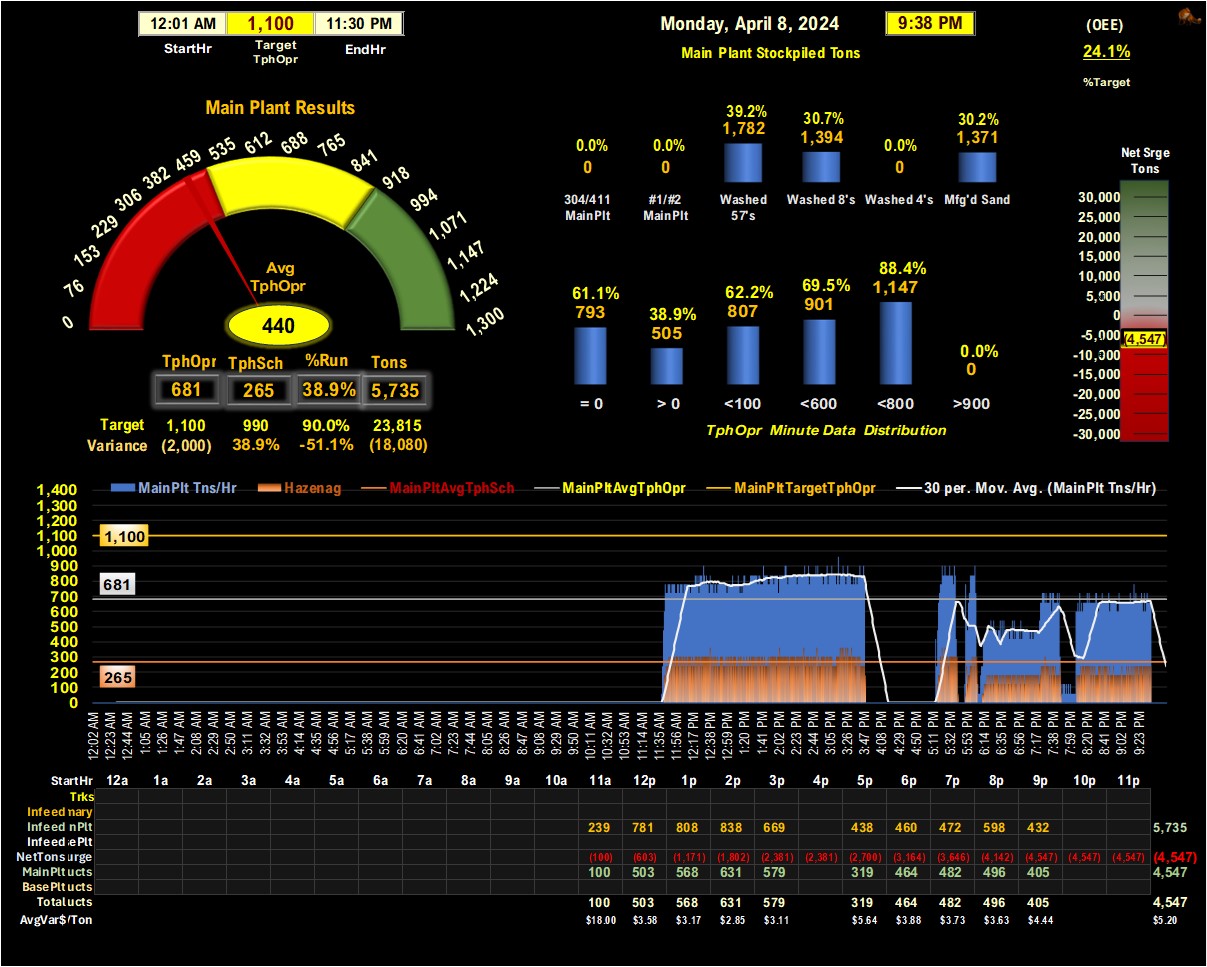 12:01 AM 1,100 11:30 PM
StartHr Target TphOpr EndHr
Monday, April 8, 2024 9:38 PM
Main Plant Stockpiled Tons
(OEE)
24.1%
%Target
Main Plant Results
0 76 153 229 306 382 459 535 612 688 765 841 918 994 1,071 1,147 1,224 1,300
Avg
TphOpr
440
TphOpr TphSch %Run Tons
681 265 38.9% 5,735
Target 1,100 990 90.0% 23,815
Variance (2,000) 38.9% -51.1% (18,080)
0.0% 0.0% 39.2% 30.7% 0.0% 30.2%
0 0 1,782 1,394 0 1,371
304/411 MainPlt #1/#2 MainPlt Washed 57's Washed 8's Washed 4's Mfg'd Sand
61.1% 38.9% 62.2% 69.5% 88.4% 0.0%
793 505 807 901 1,147 0
= 0 > 0 <100 <600 <800 >900
TphOpr Minute Data Distribution
Net Srge
Tons
30,000
25,000
20,000
15,000
10,000
5,000
0
-5,000
(4,547)
-10,000
-15,000
-20,000
-25,000
-30,000
MainPlt Tns/Hr Hazenag MainPltAvgTphSch MainPltAvgTphOpr MainPltTargetTphOpr 30 per. Mov. Avg. (MainPlt Tns/Hr)
1,400
1,300
1,200
1,100
1,000
900
800
700
600
500
400
300
200
100
0
1,100
681
265
12:02 AM 12:23 AM 12:44 AM 1:05 AM 1:26 AM 1:47 AM 2:08 AM 2:29 AM 2:50 AM 3:11 AM 3:32 AM 3:53 AM 4:14 AM 4:35 AM 4:56 AM 5:17 AM 5:38 AM 5:59 AM 6:20 AM 6:41 AM 7:02 AM 7:23 AM 7:44 AM 8:05 AM 8:26 AM 8:47 AM 9:08 AM 9:29 AM 9:50 AM 10:11 AM 10:32 AM 10:53 AM 11:14 AM 11:35 AM 11:56 AM 12:17 PM 12:38 PM 12:59 PM 1:20 PM 1:41 PM 2:02 PM 2:23 PM 2:44 PM 3:05 PM 3:26 PM 3:47 PM 4:08 PM 4:29 PM 4:50 PM 5:11 PM 5:32 PM 5:53 PM 6:14 PM 6:35 PM 6:56 PM 7:17 PM 7:38 PM 7:59 PM 8:20 PM 8:41 PM 9:02 PM 9:23 PM
StartHr 12a 1a 2a 3a 4a 5a 6a 7a 8a 9a 10a 11a 12p 1p 2p 3p 4p 5p 6p 7p 8p 9p 10p 11p
Trks
Infeed mary
Infeed nPlt 239 781 808 838 669 438 460 472 598 432 5,735
Infeed ePlt
NetTons urge (100) (603) (1,171) (1,802) (2,381) (2,381) (2,700) (3,164) (3,646) (4,142) (4,547) (4,547) (4,547) (4,547)
MainPlt ucts 100 503 568 631 579 319 464 482 496 405 4,547
BasePlt ucts
Total ucts 100 503 568 631 579 319 464 482 496 405 4,547
AvgVar$/Ton $18.00 $3.58 $3.17 $2.85 $3.11 $5.64 $3.88 $3.73 $3.63 $4.44 $5.20